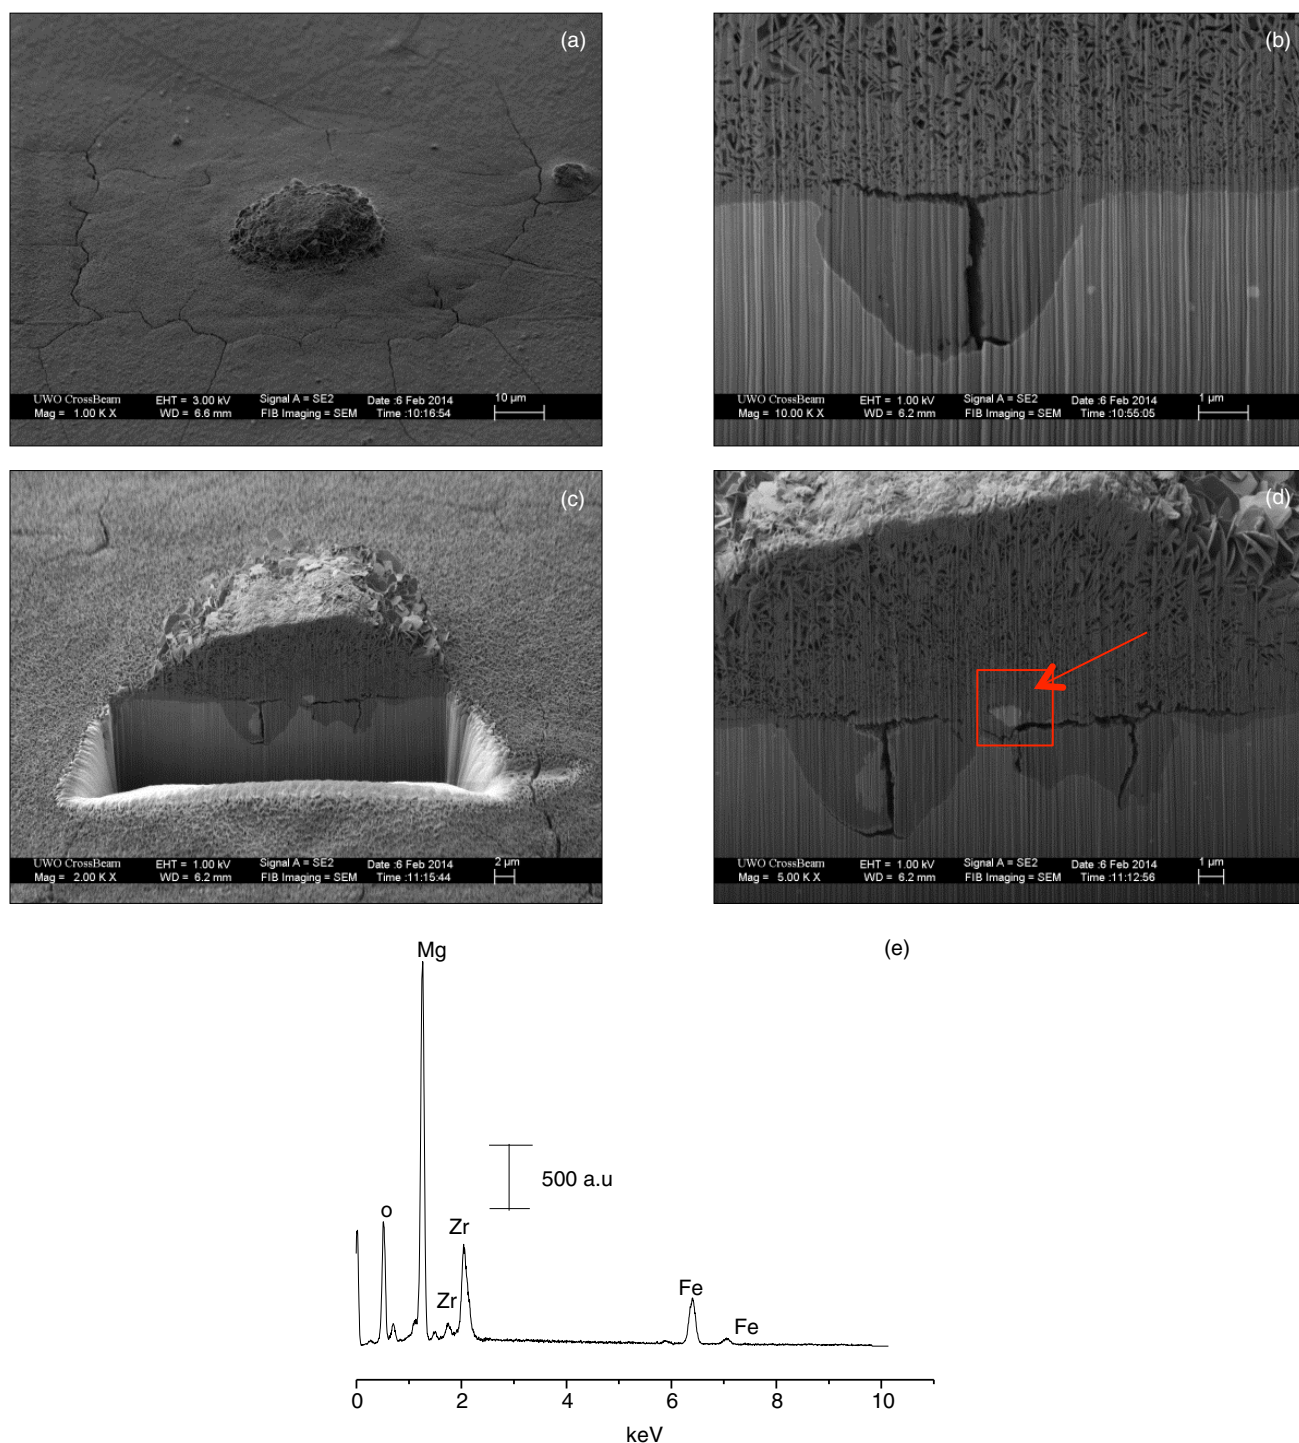 (a)
UWO CrossBeam EHT = 3.00 kV Signal A = SE2 Date :6 Feb 2014 10 µm
Mag = 1.00 K X WD = 6.6 mm FIB Imaging = SEM Time :10:16:54
(b)
UWO CrossBeam EHT = 1.00 kV Signal A = SE2 Date :6 Feb 2014 1 µm
Mag = 10.00 K X WD = 6.2 mm FIB Imaging = SEM Time :10:55:05
(c)
UWO CrossBeam EHT = 1.00 kV Signal A = SE2 Date :6 Feb 2014 2 µm
Mag = 2.00 K X WD = 6.2 mm FIB Imaging = SEM Time :11:15:44
(d)
UWO CrossBeam EHT = 1.00 kV Signal A = SE2 Date :6 Feb 2014 1 µm
Mag = 5.00 K X WD = 6.2 mm FIB Imaging = SEM Time :11:12:56
(e)
Mg
500 a.u
o
Zr
Zr
Fe
Fe
0 2 4 6 8 10
keV